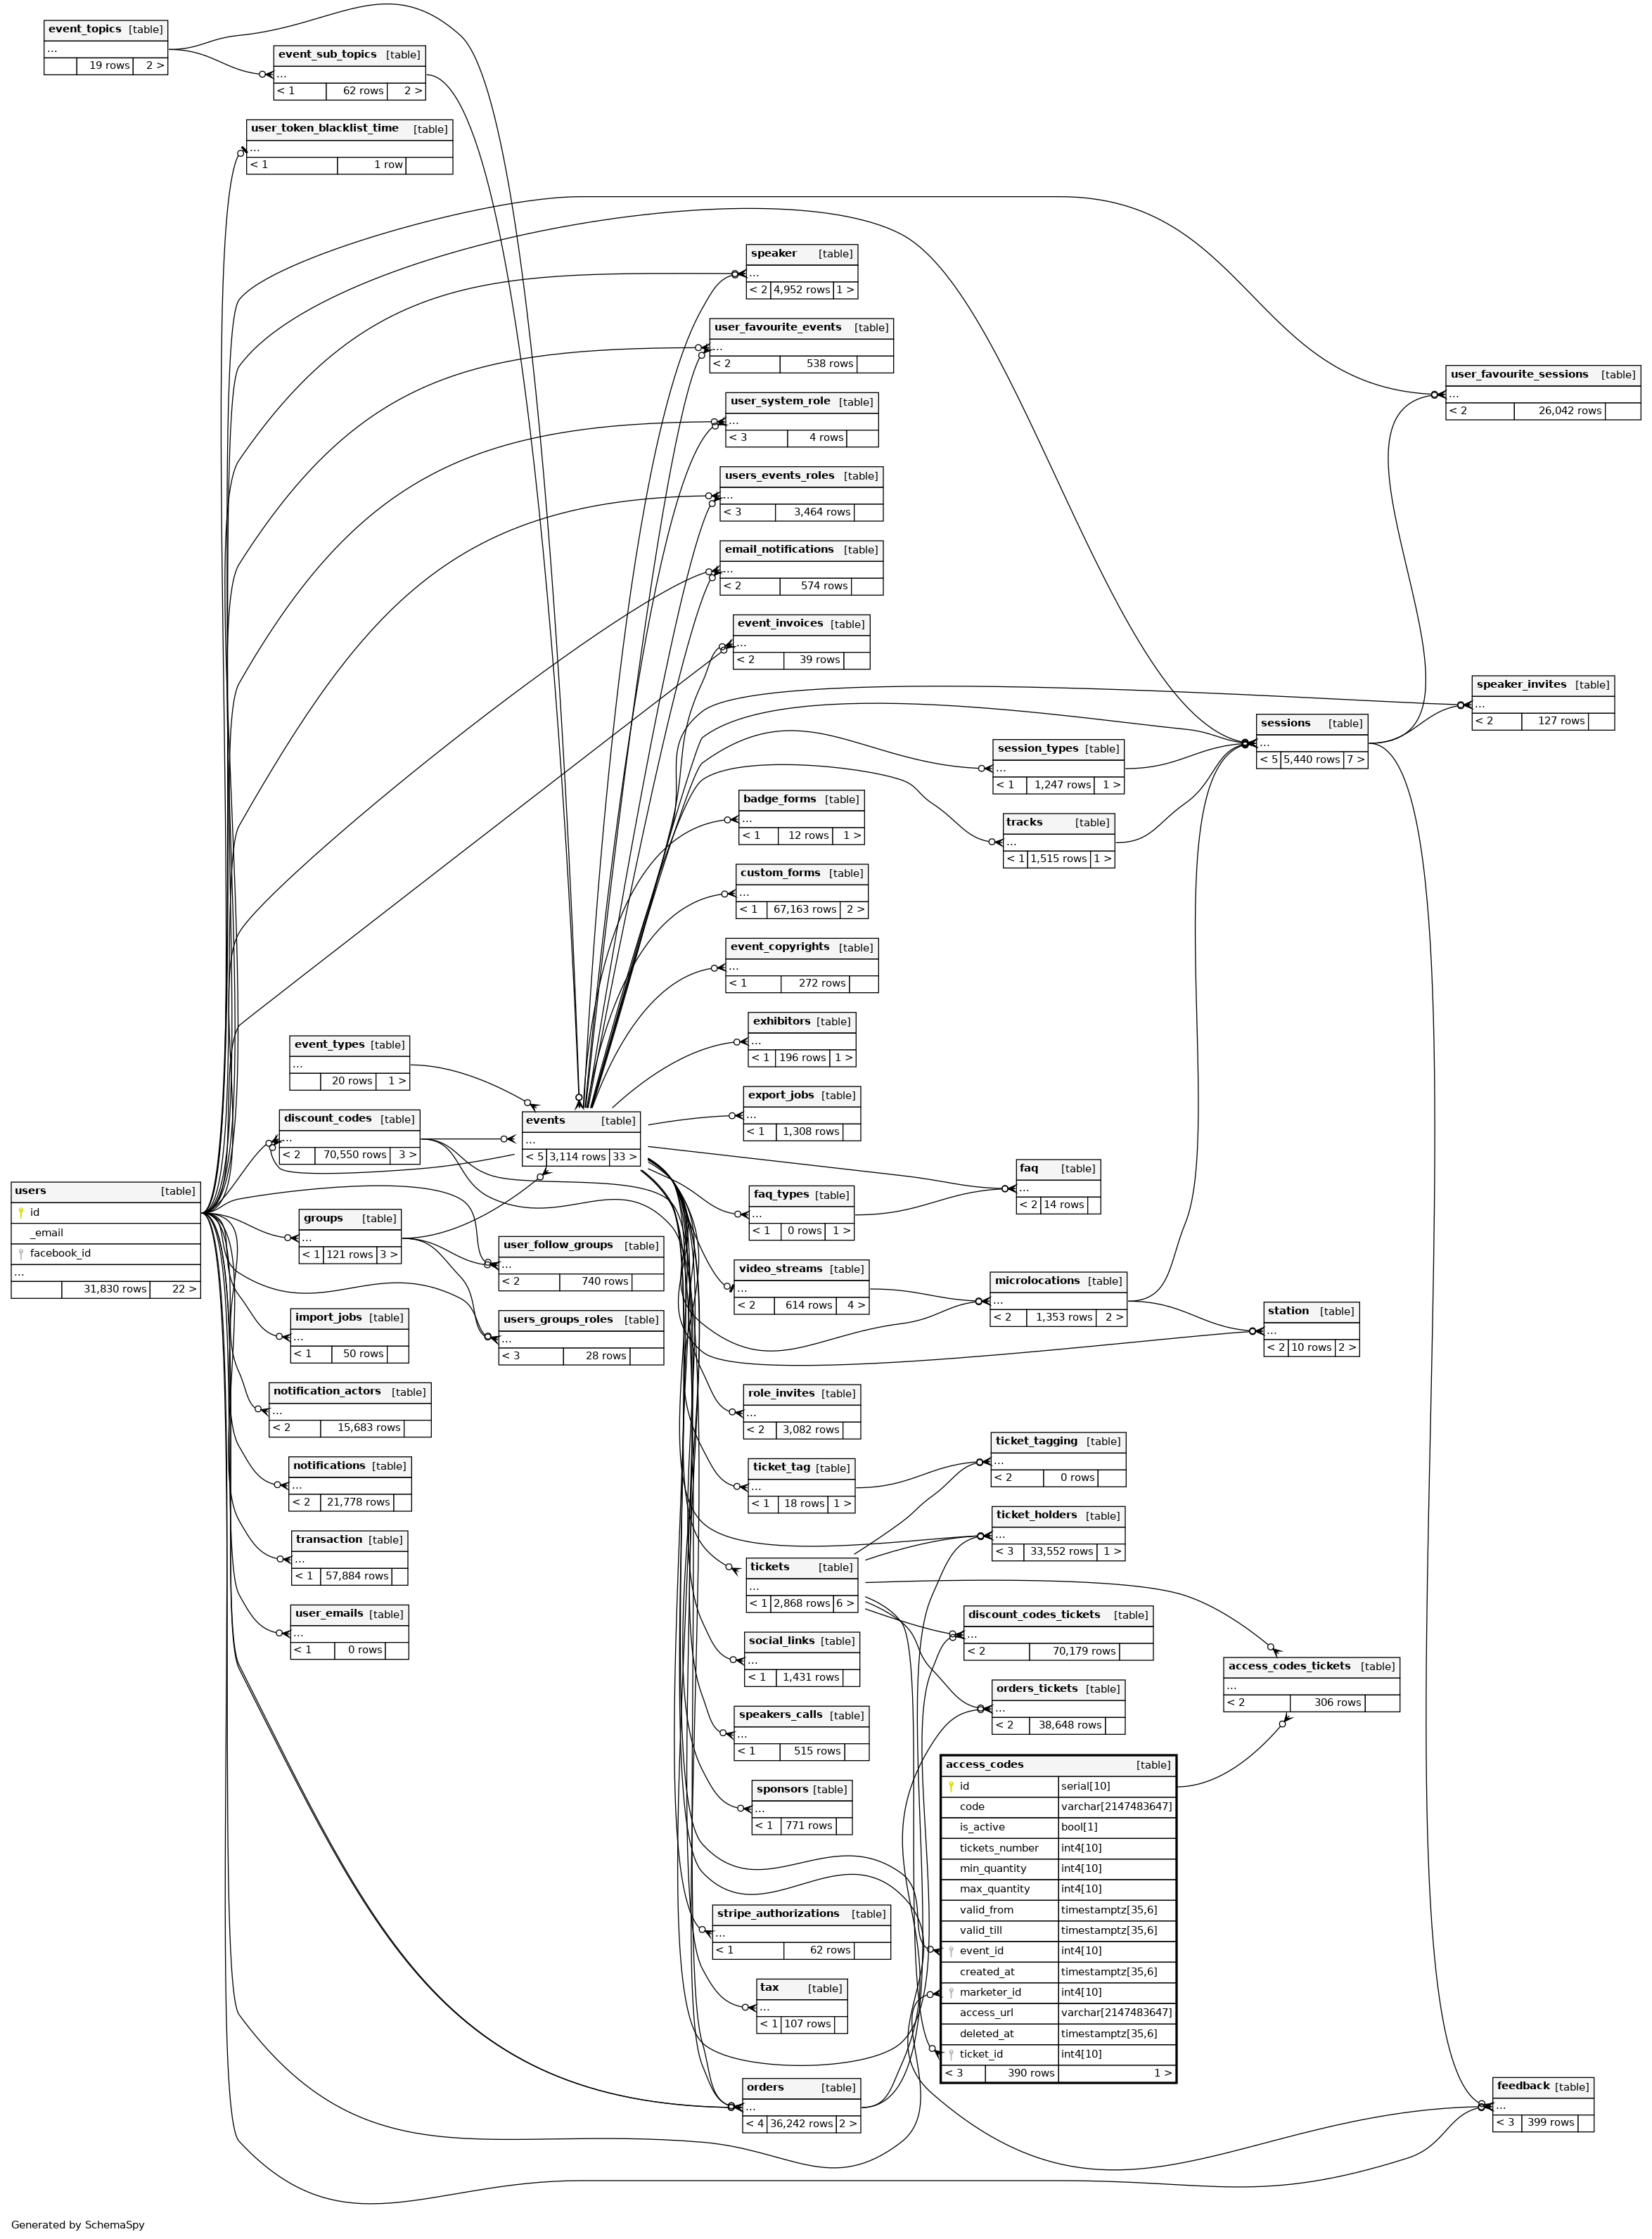 event_topics [table]
...
19 rows 2 >
event_sub_topics [table]
...
< 1 62 rows 2 >
user_token_blacklist_time [table]
...
< 1 1 row
speaker [table]
...
< 2 4,952 rows 1 >
user_favourite_events [table]
...
< 2 538 rows
user_favourite_sessions [table]
...
< 2 26,042 rows
user_system_role [table]
...
< 3 4 rows
users_events_roles [table]
...
< 3 3,464 rows
email_notifications [table]
...
< 2 574 rows
event_invoices [table]
...
< 2 39 rows
speaker_invites [table]
...
< 2 127 rows
sessions [table]
...
< 5 5,440 rows 7 >
session_types [table]
...
< 1 1,247 rows 1 >
badge_forms [table]
...
< 1 12 rows 1 >
tracks [table]
...
< 1 1,515 rows 1 >
custom_forms [table]
...
< 1 67,163 rows 2 >
event_copyrights [table]
...
< 1 272 rows
exhibitors [table]
...
< 1 196 rows 1 >
event_types [table]
...
20 rows 1 >
export_jobs [table]
...
< 1 1,308 rows
discount_codes [table]
...
< 2 70,550 rows 3 >
events [table]
...
< 5 3,114 rows 33 >
faq [table]
...
< 2 14 rows
users [table]
id
_email
facebook_id
...
31,830 rows 22 >
faq_types [table]
...
< 1 0 rows 1 >
groups [table]
...
< 1 121 rows 3 >
user_follow_groups [table]
...
< 2 740 rows
video_streams [table]
...
< 2 614 rows 4 >
microlocations [table]
...
< 2 1,353 rows 2 >
station [table]
...
< 2 10 rows 2 >
import_jobs [table]
...
< 1 50 rows
users_groups_roles [table]
...
< 3 28 rows
notification_actors [table]
...
< 2 15,683 rows
role_invites [table]
...
< 2 3,082 rows
ticket_tagging [table]
...
< 2 0 rows
notifications [table]
...
< 2 21,778 rows
ticket_tag [table]
...
< 1 18 rows 1 >
ticket_holders [table]
...
< 3 33,552 rows 1 >
transaction [table]
...
< 1 57,884 rows
tickets [table]
...
< 1 2,868 rows 6 >
user_emails [table]
...
< 1 0 rows
discount_codes_tickets [table]
...
< 2 70,179 rows
social_links [table]
...
< 1 1,431 rows
access_codes_tickets [table]
...
< 2 306 rows
orders_tickets [table]
...
< 2 38,648 rows
speakers_calls [table]
...
< 1 515 rows
access_codes [table]
id serial[10]
code varchar[2147483647]
is_active bool[1]
tickets_number int4[10]
min_quantity int4[10]
max_quantity int4[10]
valid_from timestamptz[35,6]
valid_till timestamptz[35,6]
event_id int4[10]
created_at timestamptz[35,6]
marketer_id int4[10]
access_url varchar[2147483647]
deleted_at timestamptz[35,6]
ticket_id int4[10]
< 3 390 rows 1 >
sponsors [table]
...
< 1 771 rows
stripe_authorizations [table]
...
< 1 62 rows
tax [table]
...
< 1 107 rows
orders [table]
...
< 4 36,242 rows 2 >
feedback [table]
...
< 3 399 rows
Generated by SchemaSpy